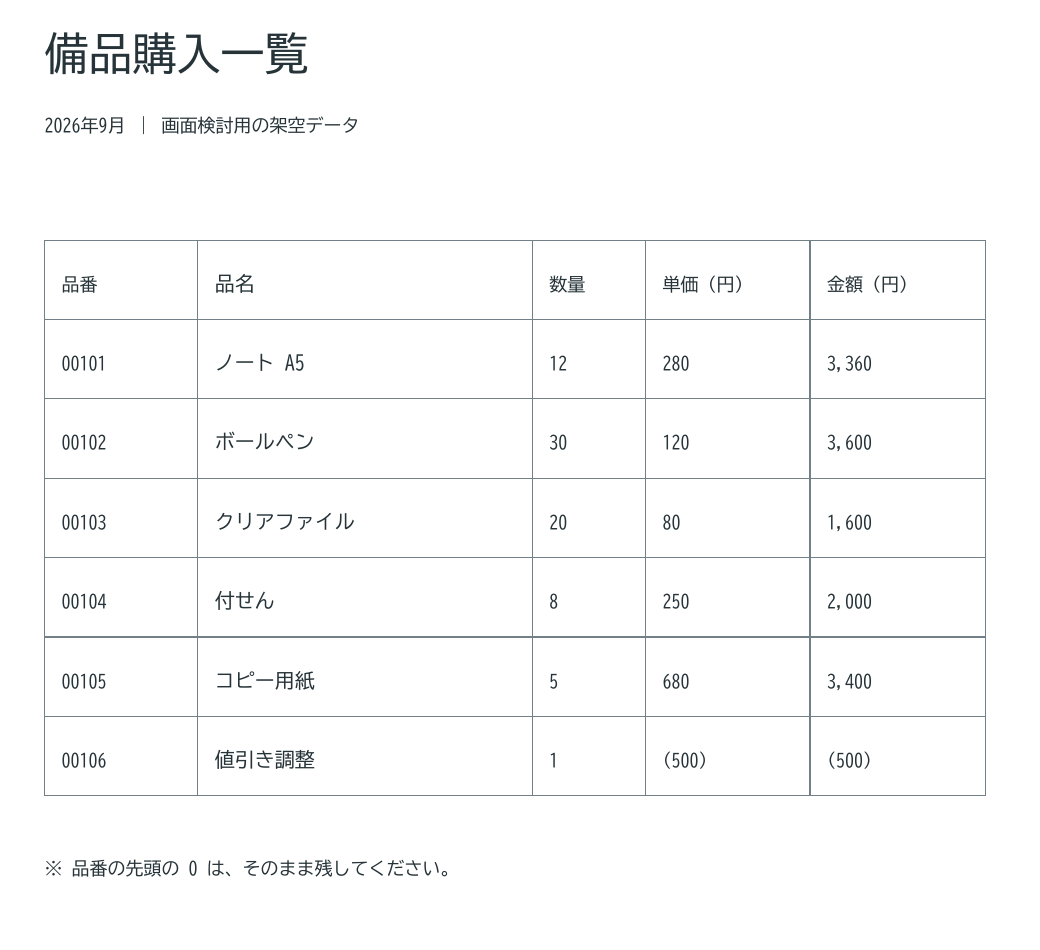 備品購入一覧
2026年9月 ｜ 画面検討用の架空データ
品番 品名 数量 単価（円） 金額（円）
00101 ノート A5 12 280 3,360
00102 ボールペン 30 120 3,600
00103 クリアファイル 20 80 1,600
00104 付せん 8 250 2,000
00105 コピー用紙 5 680 3,400
00106 値引き調整 1 (500) (500)
※ 品番の先頭の 0 は、そのまま残してください。